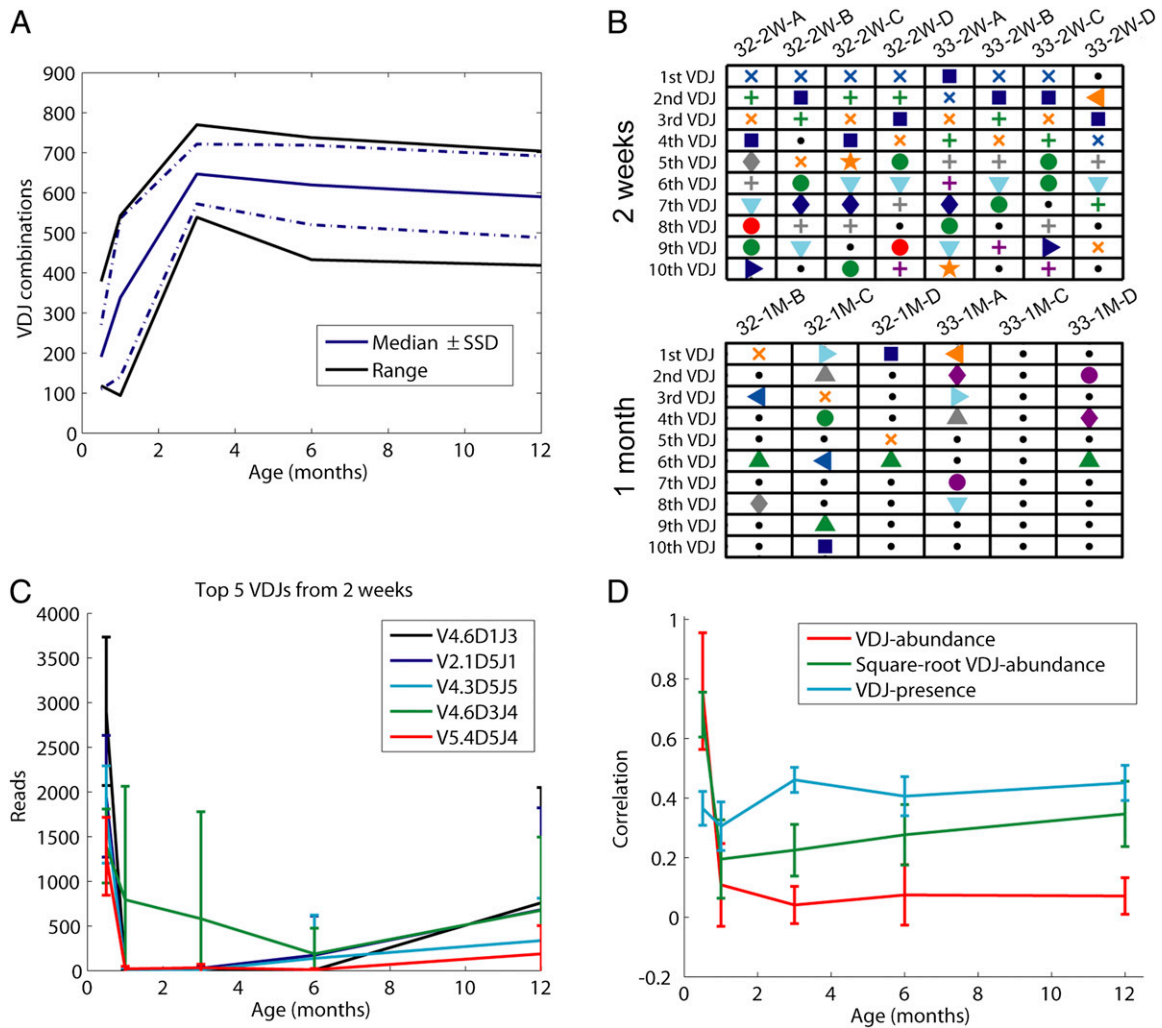 A
900
800
700
600
500
400
300
200
100
0
VDJ combinations
0 2 4 6 8 10 12
Age (months)
Median ± SSD
Range
B
32-2W-A
32-2W-B
32-2W-C
32-2W-D
33-2W-A
33-2W-B
33-2W-C
33-2W-D
2 weeks
1st VDJ
2nd VDJ
3rd VDJ
4th VDJ
5th VDJ
6th VDJ
7th VDJ
8th VDJ
9th VDJ
10th VDJ
32-1M-B
32-1M-C
32-1M-D
33-1M-A
33-1M-C
33-1M-D
1 month
1st VDJ
2nd VDJ
3rd VDJ
4th VDJ
5th VDJ
6th VDJ
7th VDJ
8th VDJ
9th VDJ
10th VDJ
C
Top 5 VDJs from 2 weeks
4000
3500
3000
2500
2000
1500
1000
500
0
Reads
0 2 4 6 8 10 12
Age (months)
V4.6D1J3
V2.1D5J1
V4.3D5J5
V4.6D3J4
V5.4D5J4
D
1
0.8
0.6
0.4
0.2
0
-0.2
Correlation
0 2 4 6 8 10 12
Age (months)
VDJ-abundance
Square-root VDJ-abundance
VDJ-presence